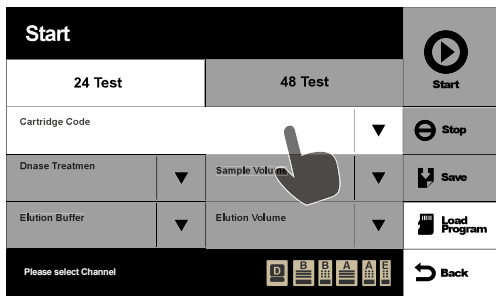 Start
24 Test
48 Test
Start
Cartridge Code
Stop
Dnase Treatmen
Sample Volume
Save
Elution Buffer
Elution Volume
Load
Program
Please select Channel
D B B A A E
Back